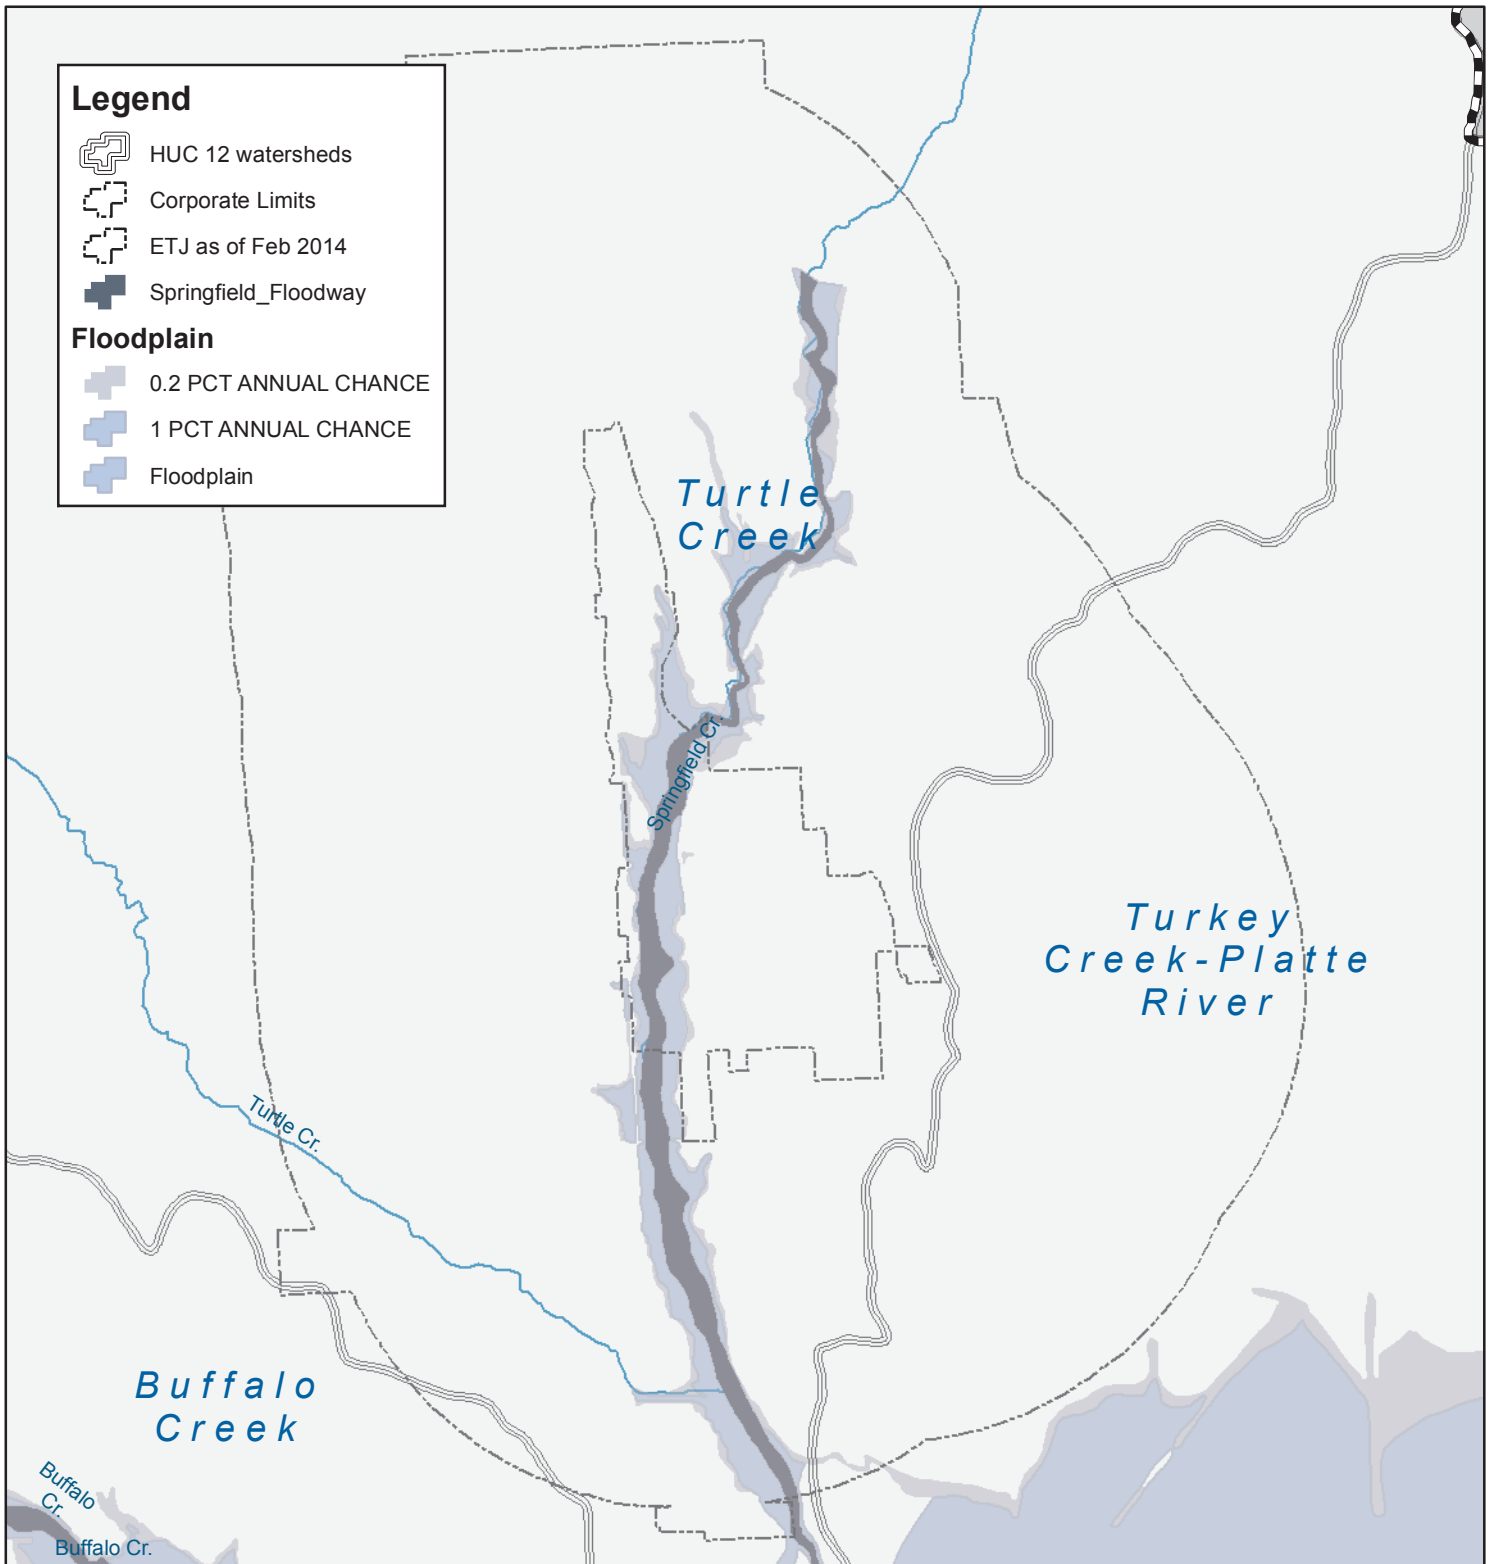 Legend
HUC 12 watersheds
Corporate Limits
ETJ as of Feb 2014
Springfield_Floodway
Floodplain
0.2 PCT ANNUAL CHANCE
1 PCT ANNUAL CHANCE
Floodplain
Turtle
Creek
Springfield Cr.
Turkey
Creek-Platte
River
Turtle Cr.
Buffalo
Creek
Buffalo
Cr.
Buffalo Cr.